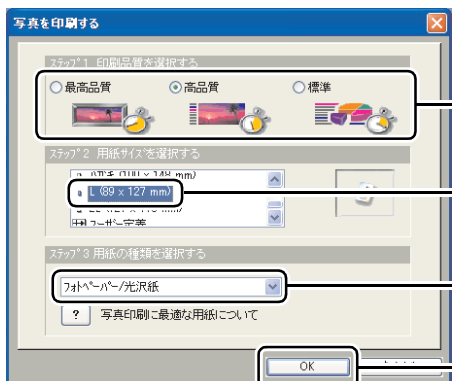 写真を印刷する
ステップ1 印刷品質を選択する
最高品質 高品質 標準
ステップ2 用紙サイズを選択する
L (89 x 127 mm)
ユーザー定義
ステップ3 用紙の種類を選択する
フォトペーパー/光沢紙
? 写真印刷に最適な用紙について
OK